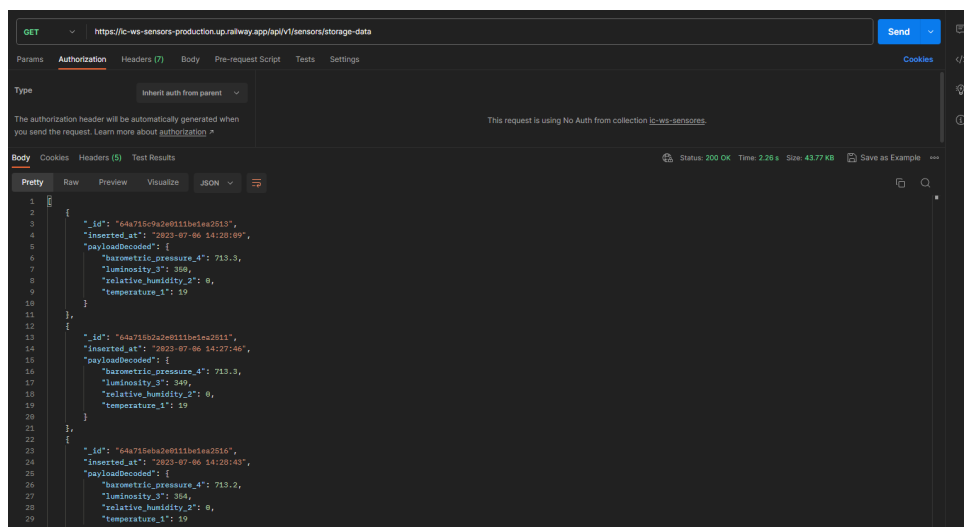 GET https://ic-ws-sensors-production.up.railway.app/api/v1/sensors/storage-data Send
Params Authorization Headers (7) Body Pre-request Script Tests Settings Cookies
Type Inherit auth from parent
The authorization header will be automatically generated when
you send the request. Learn more about authorization ↗
This request is using No Auth from collection ic-ws-sensores.
Body Cookies Headers (5) Test Results Status: 200 OK Time: 2.26 s Size: 43.77 KB Save as Example
Pretty Raw Preview Visualize JSON
1 [
2 {
3 "_id": "64a715c9a2e0111be1ea2513",
4 "inserted_at": "2023-07-06 14:28:09",
5 "payloadDecoded": {
6 "barometric_pressure_4": 713.3,
7 "luminosity_3": 350,
8 "relative_humidity_2": 0,
9 "temperature_1": 19
10 }
11 },
12 {
13 "_id": "64a715b2a2e0111be1ea2511",
14 "inserted_at": "2023-07-06 14:27:46",
15 "payloadDecoded": {
16 "barometric_pressure_4": 713.3,
17 "luminosity_3": 349,
18 "relative_humidity_2": 0,
19 "temperature_1": 19
20 }
21 },
22 {
23 "_id": "64a715eba2e0111be1ea2516",
24 "inserted_at": "2023-07-06 14:28:43",
25 "payloadDecoded": {
26 "barometric_pressure_4": 713.2,
27 "luminosity_3": 354,
28 "relative_humidity_2": 0,
29 "temperature_1": 19